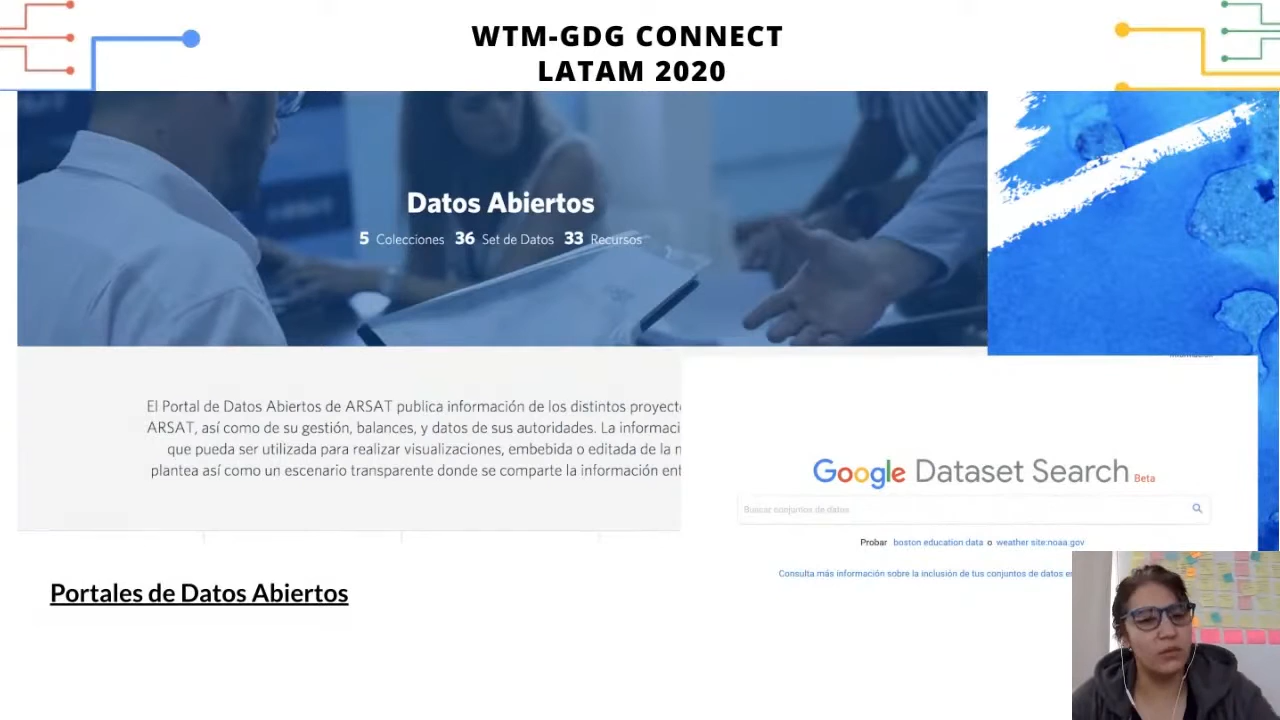 WTM-GDG CONNECT
LATAM 2020
Datos Abiertos
5 Colecciones 36 Set de Datos 33 Recursos
El Portal de Datos Abiertos de ARSAT publica información de los distintos proyect
ARSAT, así como de su gestión, balances, y datos de sus autoridades. La informaci
que pueda ser utilizada para realizar visualizaciones, embebida o editada de la
plantea así como un escenario transparente donde se comparte la información ent
Google Dataset Search Beta
Buscar conjuntos de datos
Probar boston education data o weather site:noaa.gov
Consulta más información sobre la inclusión de tus conjuntos de datos
Portales de Datos Abiertos